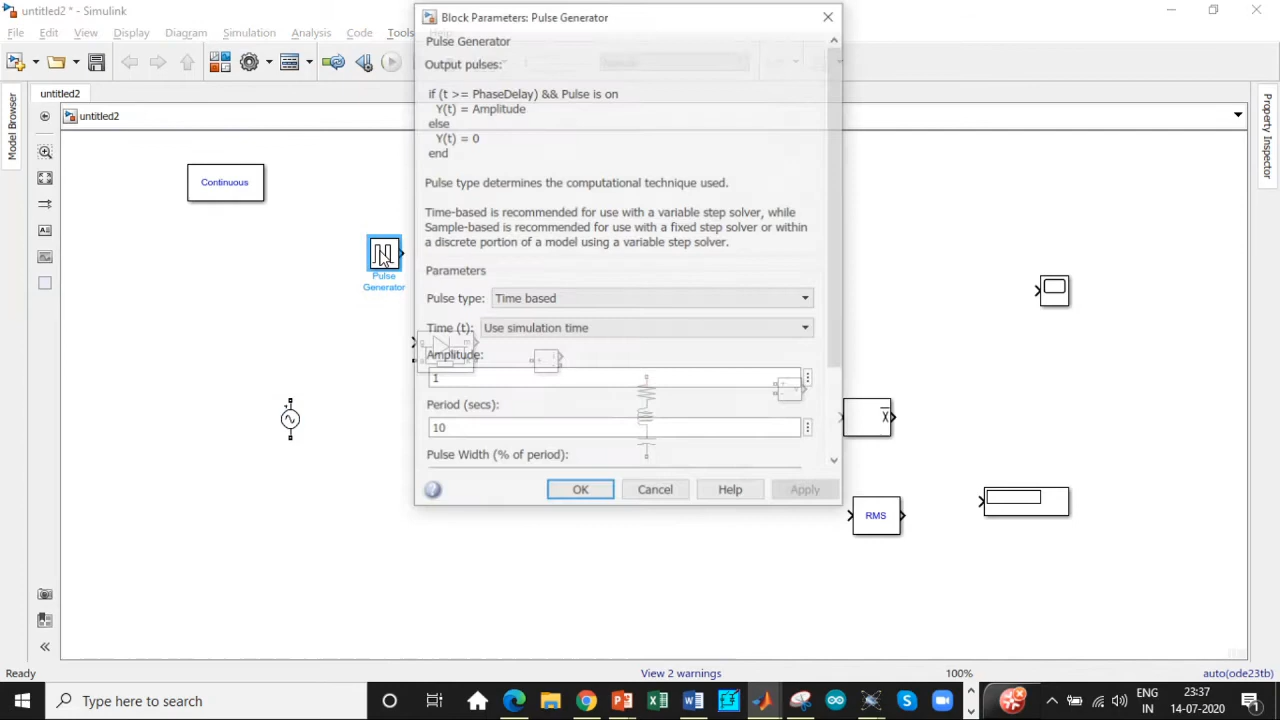 untitled2 * - Simulink
File Edit View Display Diagram Simulation Analysis Code Tools
untitled2
untitled2
Model Browser
Property Inspector
Continuous
Pulse
Generator
Block Parameters: Pulse Generator
Pulse Generator
Output pulses:
if (t >= PhaseDelay) && Pulse is on
Y(t) = Amplitude
else
Y(t) = 0
end
Pulse type determines the computational technique used.
Time-based is recommended for use with a variable step solver, while
Sample-based is recommended for use with a fixed step solver or within
a discrete portion of a model using a variable step solver.
Parameters
Pulse type: Time based
Time (t): Use simulation time
Amplitude:
1
Period (secs):
10
Pulse Width (% of period):
OK Cancel Help Apply
X
RMS
Ready View 2 warnings 100% auto(ode23tb)
Type here to search
ENG 23:37
IN 14-07-2020